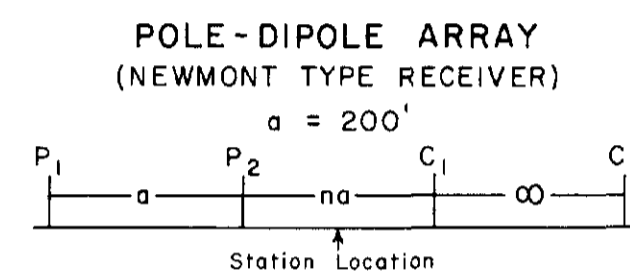 POLE-DIPOLE ARRAY
(NEWMONT TYPE RECEIVER)
a = 200'
P1 P2 C1 C
a na ∞
Station Location